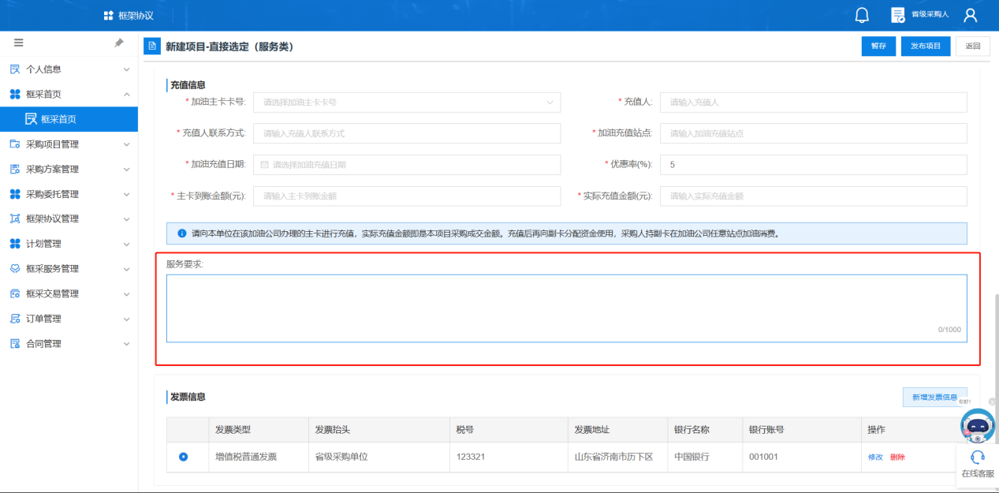 框架协议
省级采购人
新建项目-直接选定（服务类）
暂存 发布项目 返回
个人信息
框采首页
框采首页
采购项目管理
采购方案管理
采购委托管理
框架协议管理
计划管理
框采服务管理
框采交易管理
订单管理
合同管理
充值信息
* 加油主卡卡号: 请选择加油主卡卡号 * 充值人: 请输入充值人
* 充值人联系方式: 请输入充值人联系方式 * 加油充值站点: 请输入加油充值站点
* 加油充值日期: 请选择加油充值日期 * 优惠率(%): 5
* 主卡到账金额(元): 请输入主卡到账金额 * 实际充值金额(元): 请输入实际充值金额
请向本单位在该加油公司办理的主卡进行充值，实际充值金额即是本项目采购成交金额。充值后再向副卡分配资金使用，采购人持副卡在加油公司任意站点加油消费。
服务要求:
0/1000
发票信息
新增发票信息
你好!
发票类型 发票抬头 税号 发票地址 银行名称 银行账号 操作
增值税普通发票 省级采购单位 123321 山东省济南市历下区 中国银行 001001 修改 删除
在线客服